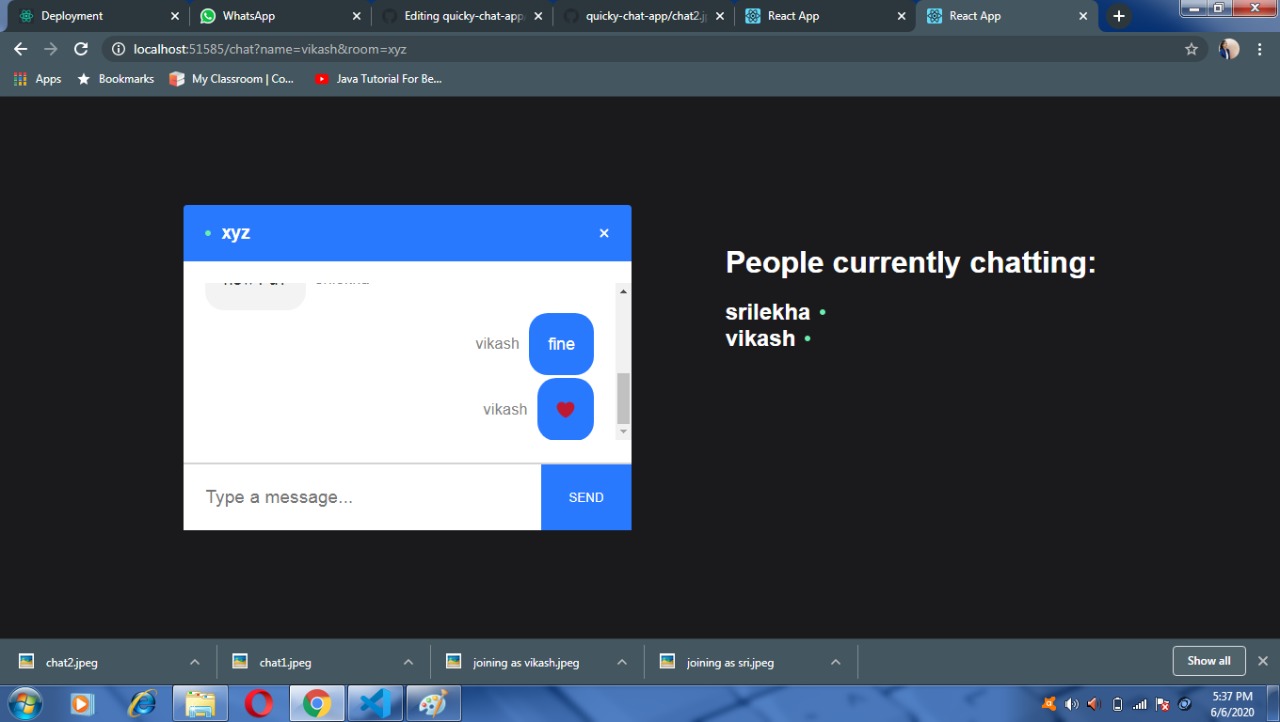 Deployment
WhatsApp
Editing quicky-chat-app
quicky-chat-app/chat2.j
React App
React App
localhost:51585/chat?name=vikash&room=xyz
Apps
Bookmarks
My Classroom | Co...
Java Tutorial For Be...
xyz
vikash fine
vikash ❤
Type a message...
SEND
People currently chatting:
srilekha
vikash
chat2.jpeg
chat1.jpeg
joining as vikash.jpeg
joining as sri.jpeg
Show all
5:37 PM
6/6/2020